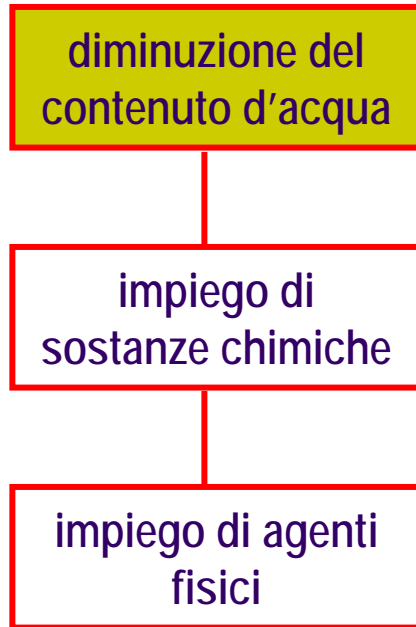 diminuzione del
contenuto d'acqua
impiego di
sostanze chimiche
impiego di agenti
fisici